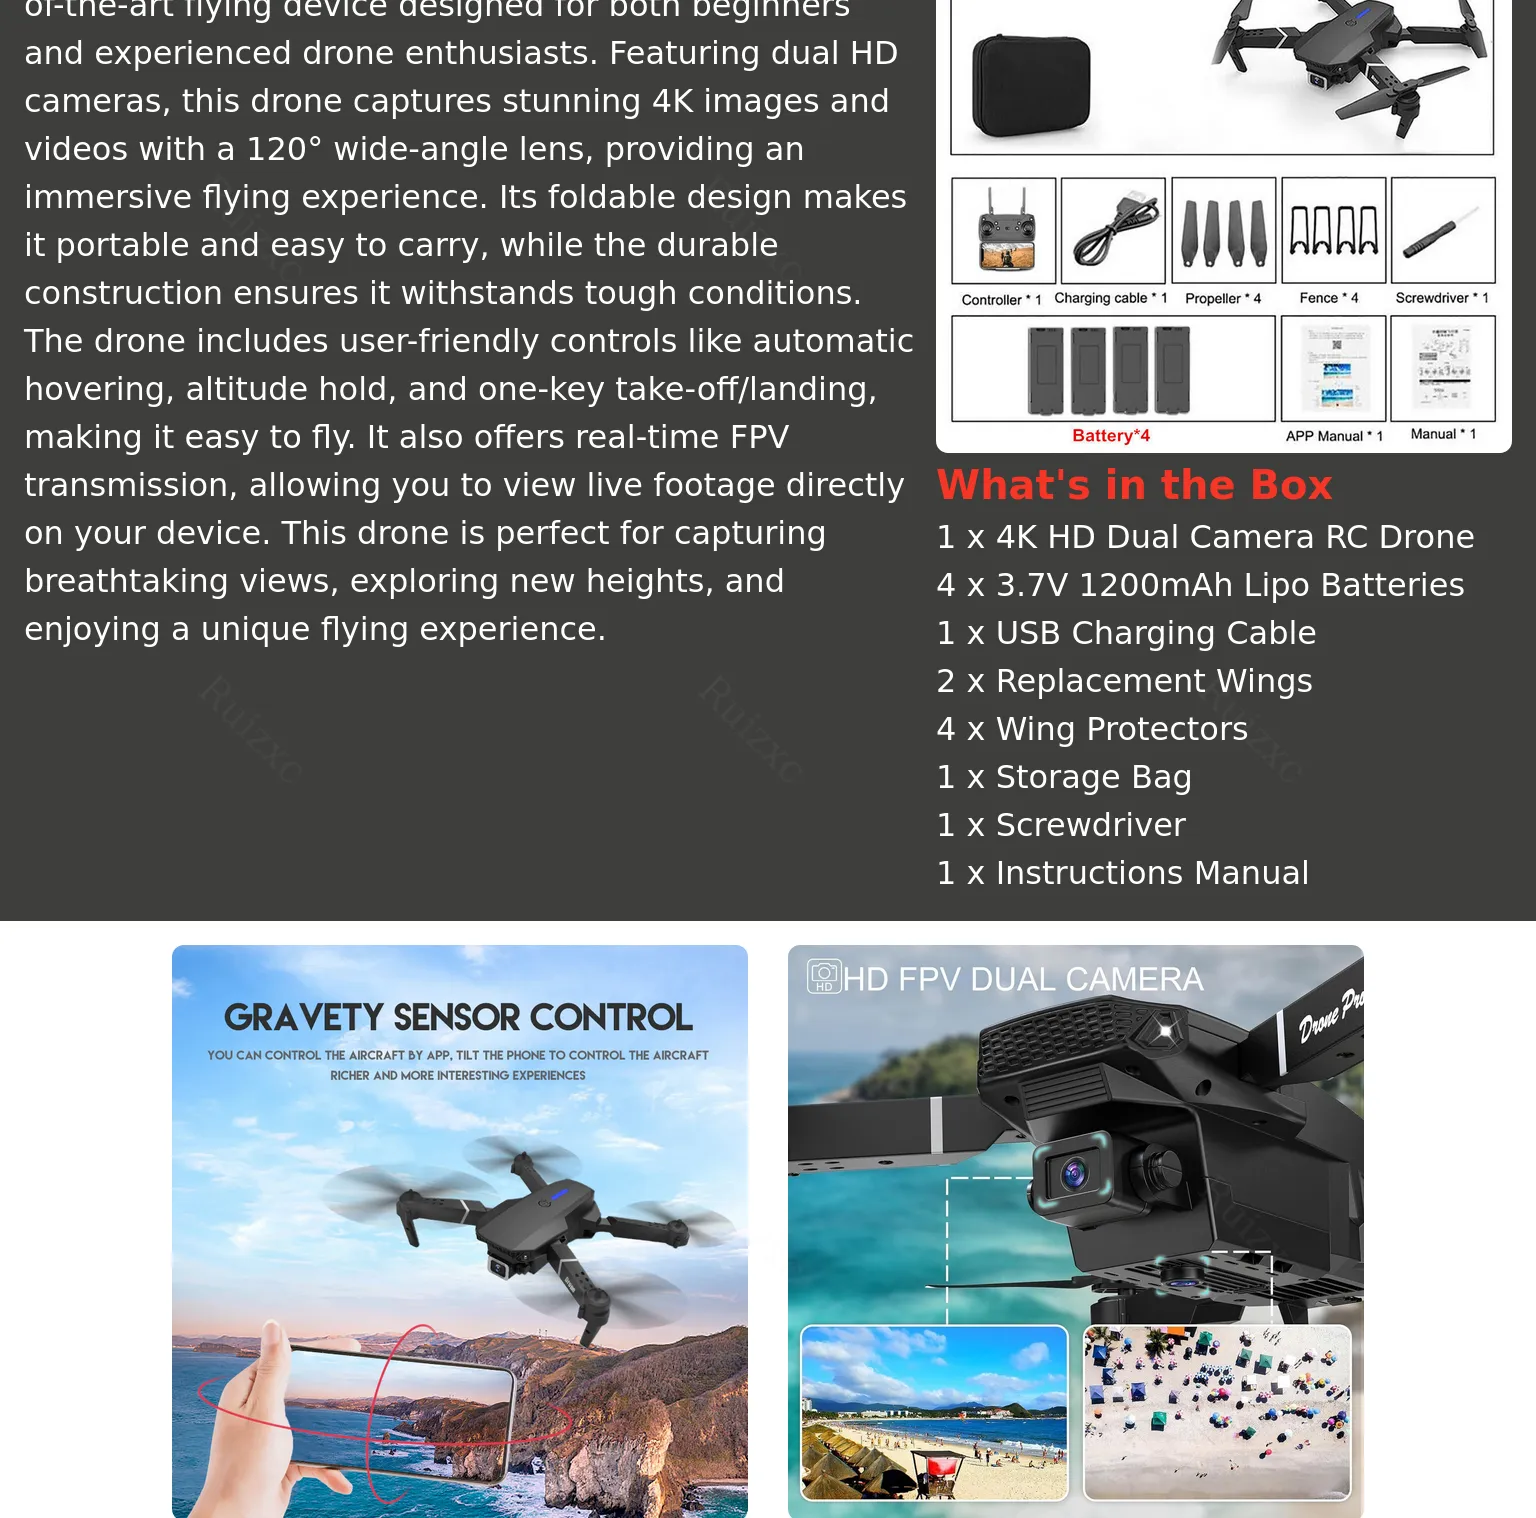 of-the-art flying device designed for both beginners
and experienced drone enthusiasts. Featuring dual HD
cameras, this drone captures stunning 4K images and
videos with a 120° wide-angle lens, providing an
immersive flying experience. Its foldable design makes
it portable and easy to carry, while the durable
construction ensures it withstands tough conditions.
The drone includes user-friendly controls like automatic
hovering, altitude hold, and one-key take-off/landing,
making it easy to fly. It also offers real-time FPV
transmission, allowing you to view live footage directly
on your device. This drone is perfect for capturing
breathtaking views, exploring new heights, and
enjoying a unique flying experience.
Controller * 1
Charging cable * 1
Propeller * 4
Fence * 4
Screwdriver * 1
Battery*4
APP Manual * 1
Manual * 1
What's in the Box
1 x 4K HD Dual Camera RC Drone
4 x 3.7V 1200mAh Lipo Batteries
1 x USB Charging Cable
2 x Replacement Wings
4 x Wing Protectors
1 x Storage Bag
1 x Screwdriver
1 x Instructions Manual
Ruizxc
Ruizxc
Ruizxc
Ruizxc
Ruizxc
Ruizxc
GRAVETY SENSOR CONTROL
YOU CAN CONTROL THE AIRCRAFT BY APP, TILT THE PHONE TO CONTROL THE AIRCRAFT
RICHER AND MORE INTERESTING EXPERIENCES
HD
HD FPV DUAL CAMERA
Drone Pro